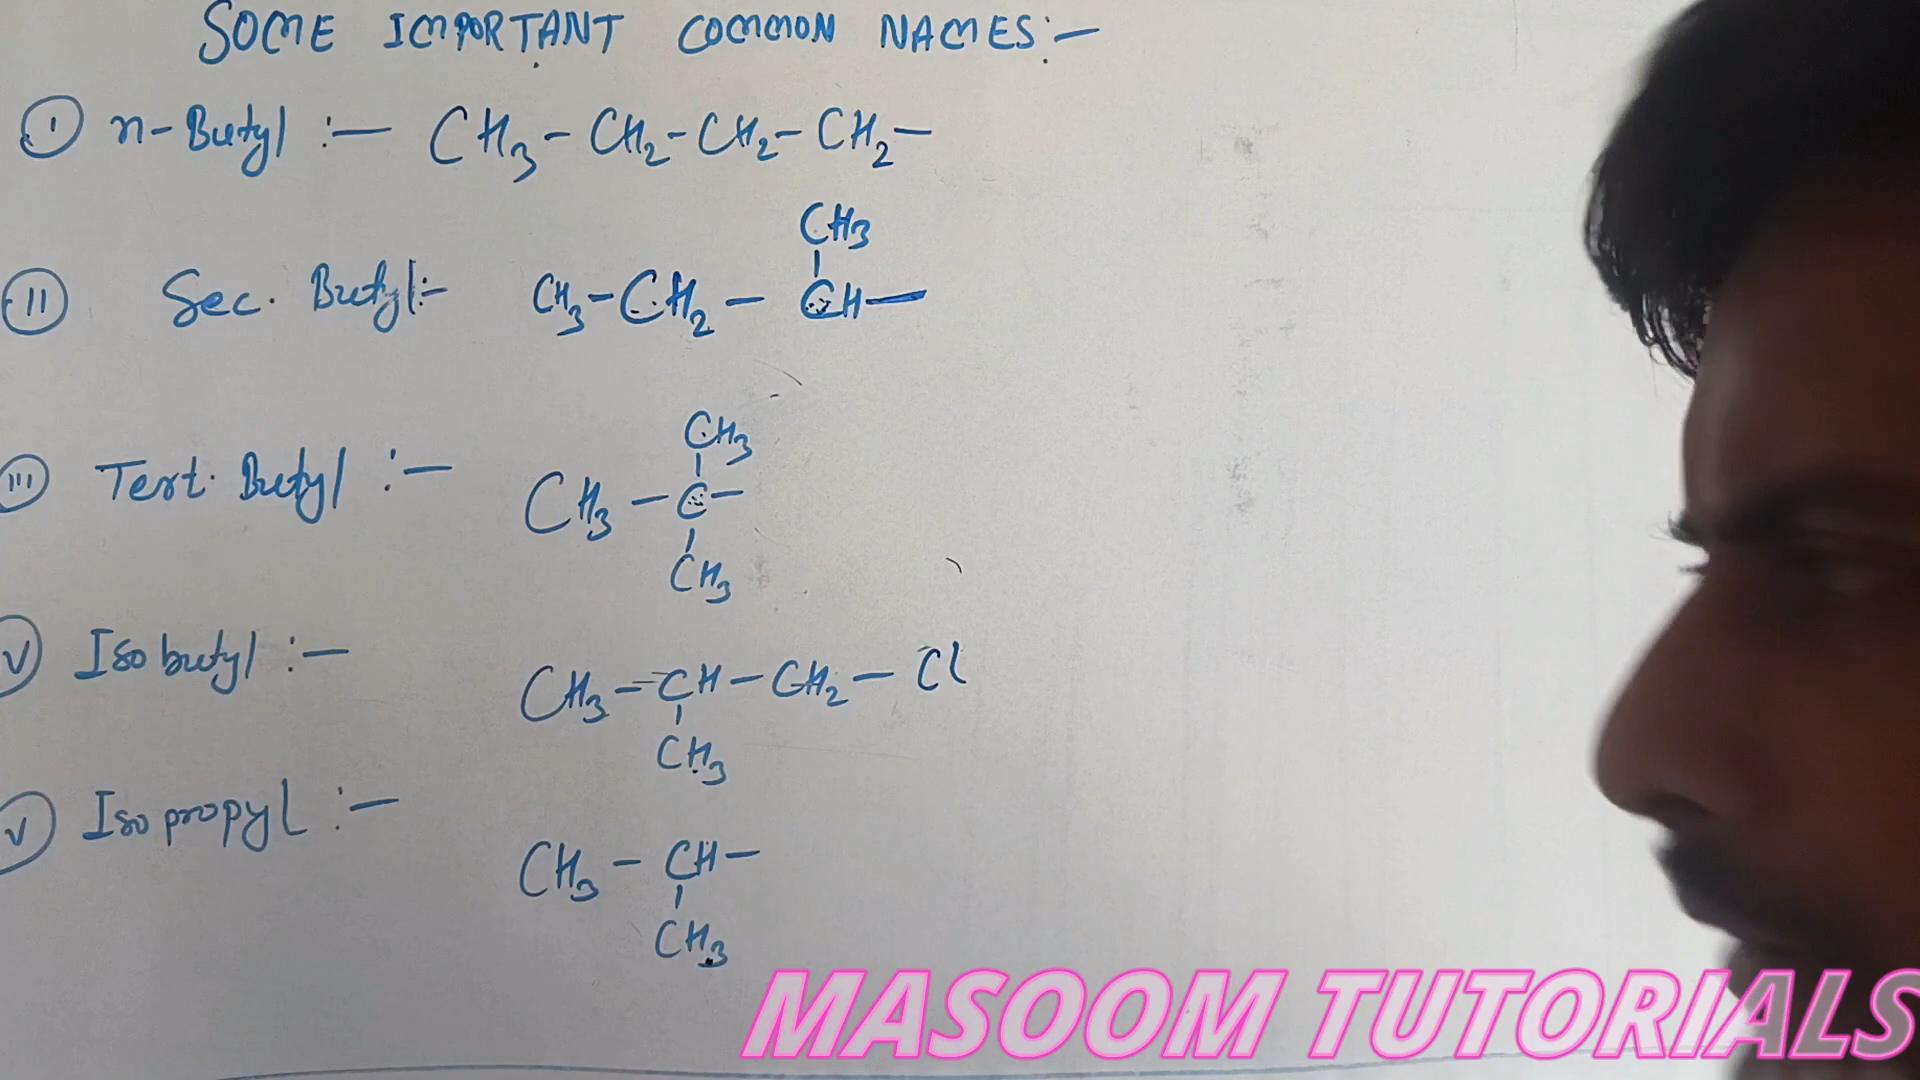 SOME IMPORTANT COMMON NAMES:-
I n-Butyl :- CH3-CH2-CH2-CH2-
CH3
II Sec. Butyl:- CH3-CH2-CH-
CH3
III Tert. Butyl :- CH3-C-
CH3
V Isobutyl :- CH3-CH-CH2-Cl
CH3
V Isopropyl :- CH3-CH-
CH3
MASOOM TUTORIALS